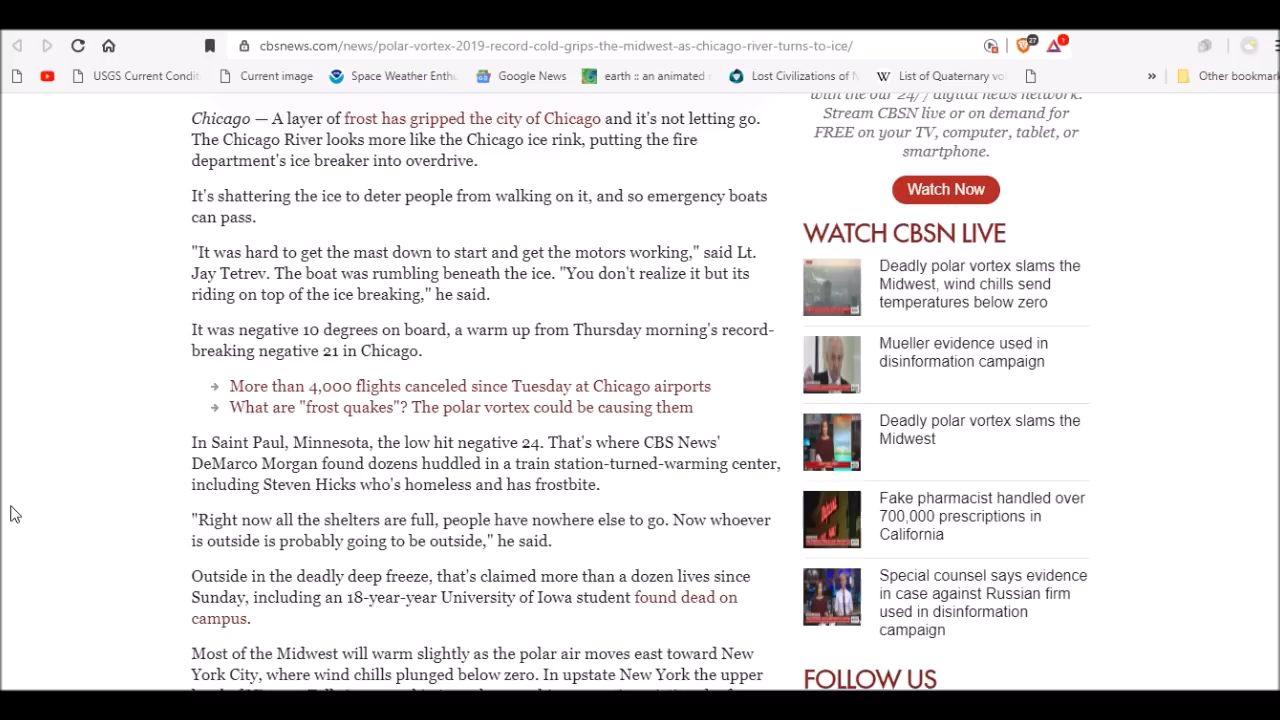 cbsnews.com/news/polar-vortex-2019-record-cold-grips-the-midwest-as-chicago-river-turns-to-ice/
27
1
USGS Current Condit
Current image
Space Weather Enthu
Google News
earth :: an animated
Lost Civilizations of
List of Quaternary vo
»
Other bookmar
Chicago — A layer of frost has gripped the city of Chicago and it's not letting go.
The Chicago River looks more like the Chicago ice rink, putting the fire
department's ice breaker into overdrive.
It's shattering the ice to deter people from walking on it, and so emergency boats
can pass.
"It was hard to get the mast down to start and get the motors working," said Lt.
Jay Tetrev. The boat was rumbling beneath the ice. "You don't realize it but its
riding on top of the ice breaking," he said.
It was negative 10 degrees on board, a warm up from Thursday morning's record-
breaking negative 21 in Chicago.
More than 4,000 flights canceled since Tuesday at Chicago airports
What are "frost quakes"? The polar vortex could be causing them
In Saint Paul, Minnesota, the low hit negative 24. That's where CBS News'
DeMarco Morgan found dozens huddled in a train station-turned-warming center,
including Steven Hicks who's homeless and has frostbite.
"Right now all the shelters are full, people have nowhere else to go. Now whoever
is outside is probably going to be outside," he said.
Outside in the deadly deep freeze, that's claimed more than a dozen lives since
Sunday, including an 18-year-year University of Iowa student found dead on
campus.
Most of the Midwest will warm slightly as the polar air moves east toward New
York City, where wind chills plunged below zero. In upstate New York the upper
with the our 24/7 digital news network.
Stream CBSN live or on demand for
FREE on your TV, computer, tablet, or
smartphone.
Watch Now
WATCH CBSN LIVE
Deadly polar vortex slams the
Midwest, wind chills send
temperatures below zero
Mueller evidence used in
disinformation campaign
Deadly polar vortex slams the
Midwest
Fake pharmacist handled over
700,000 prescriptions in
California
Special counsel says evidence
in case against Russian firm
used in disinformation
campaign
FOLLOW US